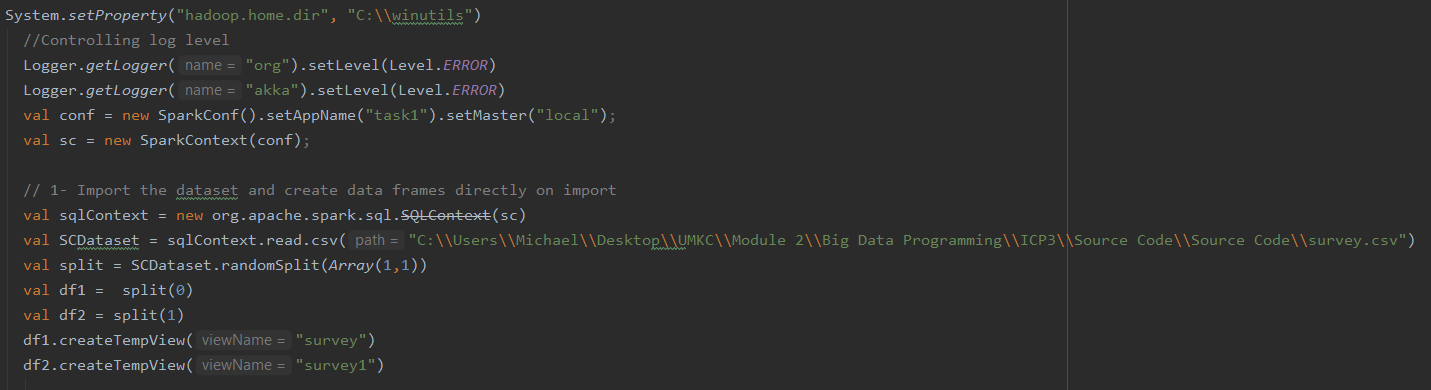 System.setProperty("hadoop.home.dir", "C:\\winutils")
//Controlling log level
Logger.getLogger( name = "org").setLevel(Level.ERROR)
Logger.getLogger( name = "akka").setLevel(Level.ERROR)
val conf = new SparkConf().setAppName("task1").setMaster("local");
val sc = new SparkContext(conf);
// 1- Import the dataset and create data frames directly on import
val sqlContext = new org.apache.spark.sql.SQLContext(sc)
val SCDataset = sqlContext.read.csv( path = "C:\\Users\\Michael\\Desktop\\UMKC\\Module 2\\Big Data Programming\\ICP3\\Source Code\\Source Code\\survey.csv")
val split = SCDataset.randomSplit(Array(1,1))
val df1 =  split(0)
val df2 = split(1)
df1.createTempView( viewName = "survey")
df2.createTempView( viewName = "survey1")